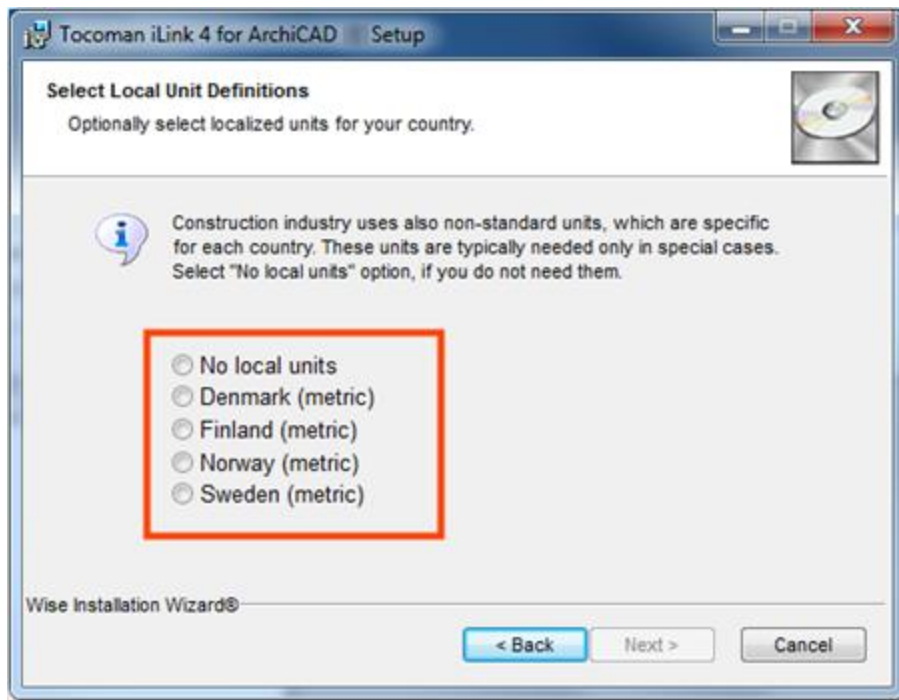 Tocoman iLink 4 for ArchiCAD Setup
Select Local Unit Definitions
Optionally select localized units for your country.
Construction industry uses also non-standard units, which are specific
for each country. These units are typically needed only in special cases.
Select "No local units" option, if you do not need them.
No local units
Denmark (metric)
Finland (metric)
Norway (metric)
Sweden (metric)
Wise Installation Wizard®
< Back Next > Cancel